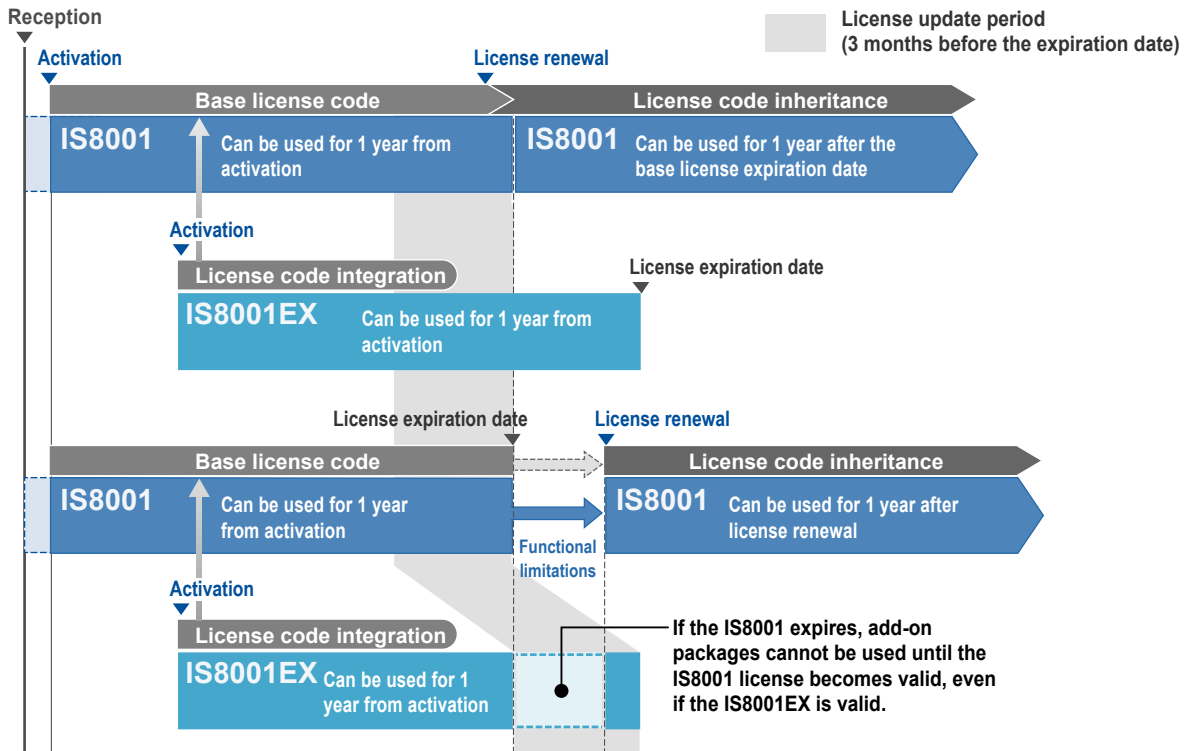 Reception
License update period
(3 months before the expiration date)
Activation
License renewal
Base license code
License code inheritance
IS8001
Can be used for 1 year from
activation
IS8001
Can be used for 1 year after the
base license expiration date
Activation
License code integration
License expiration date
IS8001EX
Can be used for 1 year from
activation
License expiration date
License renewal
Base license code
License code inheritance
IS8001
Can be used for 1 year
from activation
IS8001
Can be used for 1 year after
license renewal
Functional
limitations
Activation
License code integration
IS8001EX
Can be used for 1
year from activation
If the IS8001 expires, add-on
packages cannot be used until the
IS8001 license becomes valid, even
if the IS8001EX is valid.